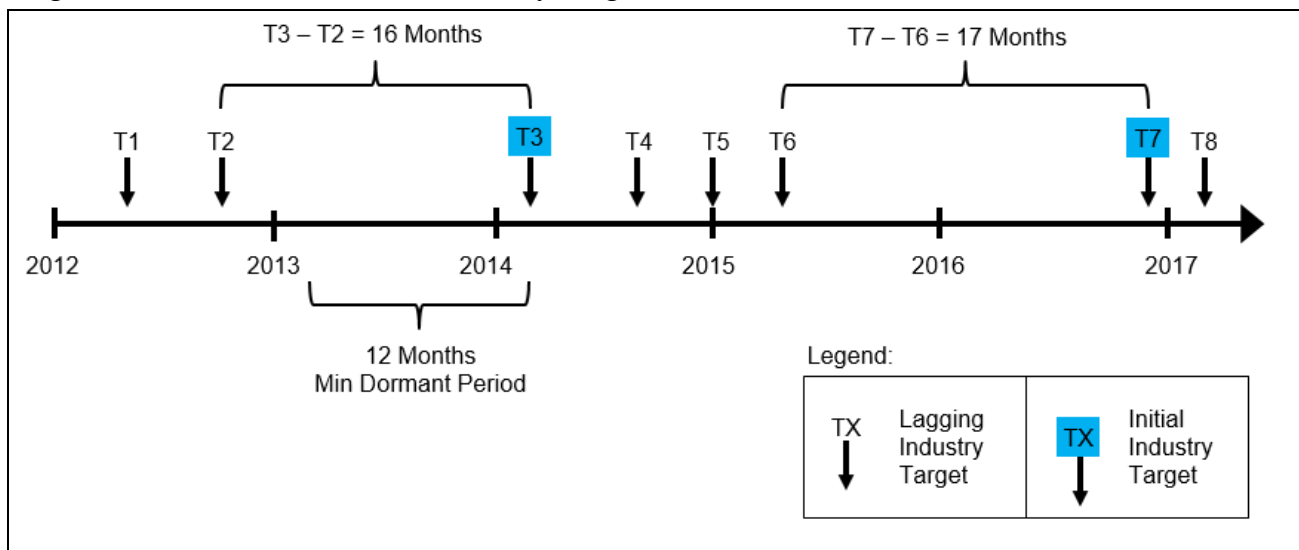 T3 – T2 = 16 Months
T7 – T6 = 17 Months
T1
T2
T3
T4
T5
T6
T7
T8
2012
2013
2014
2015
2016
2017
12 Months
Min Dormant Period
Legend:
TX
Lagging
Industry
Target
TX
Initial
Industry
Target